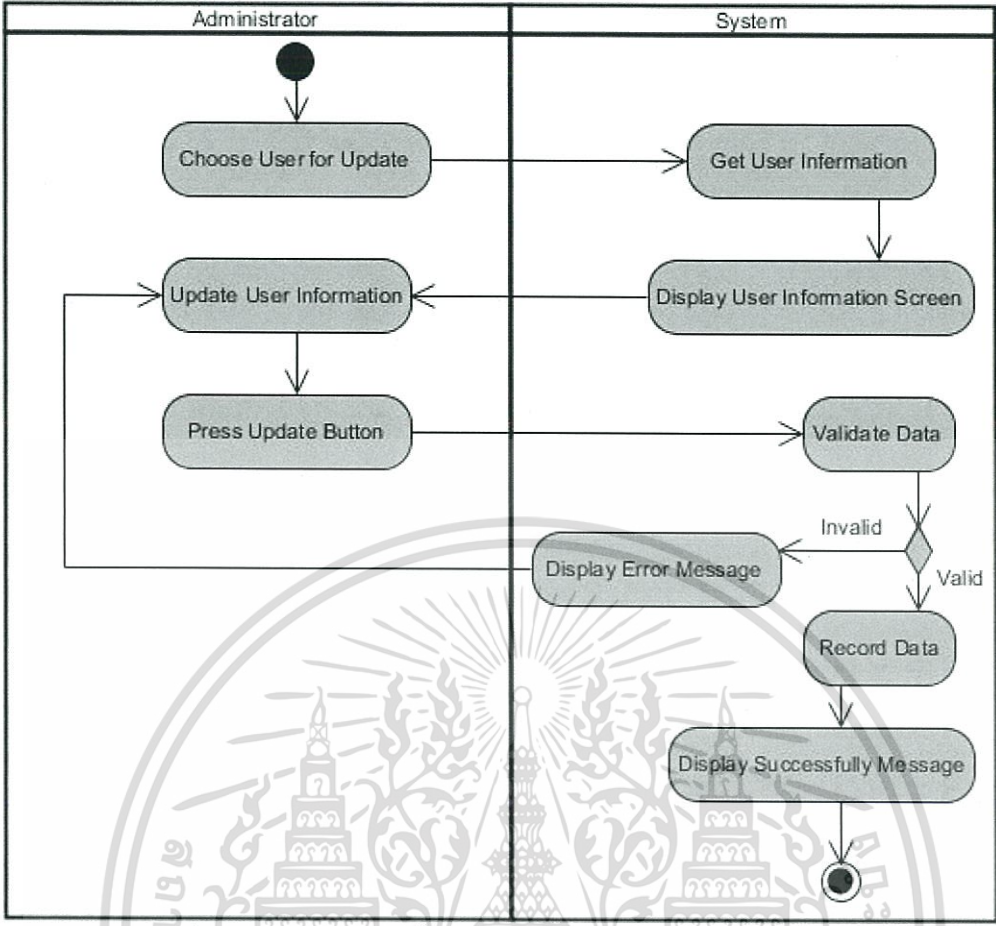 Administrator
System
Choose User for Update
Get User Infermation
Update User Information
Display User Information Screen
Press Update Button
Validate Data
Invalid
Display Error Message
Valid
Record Data
Display Successfully Message